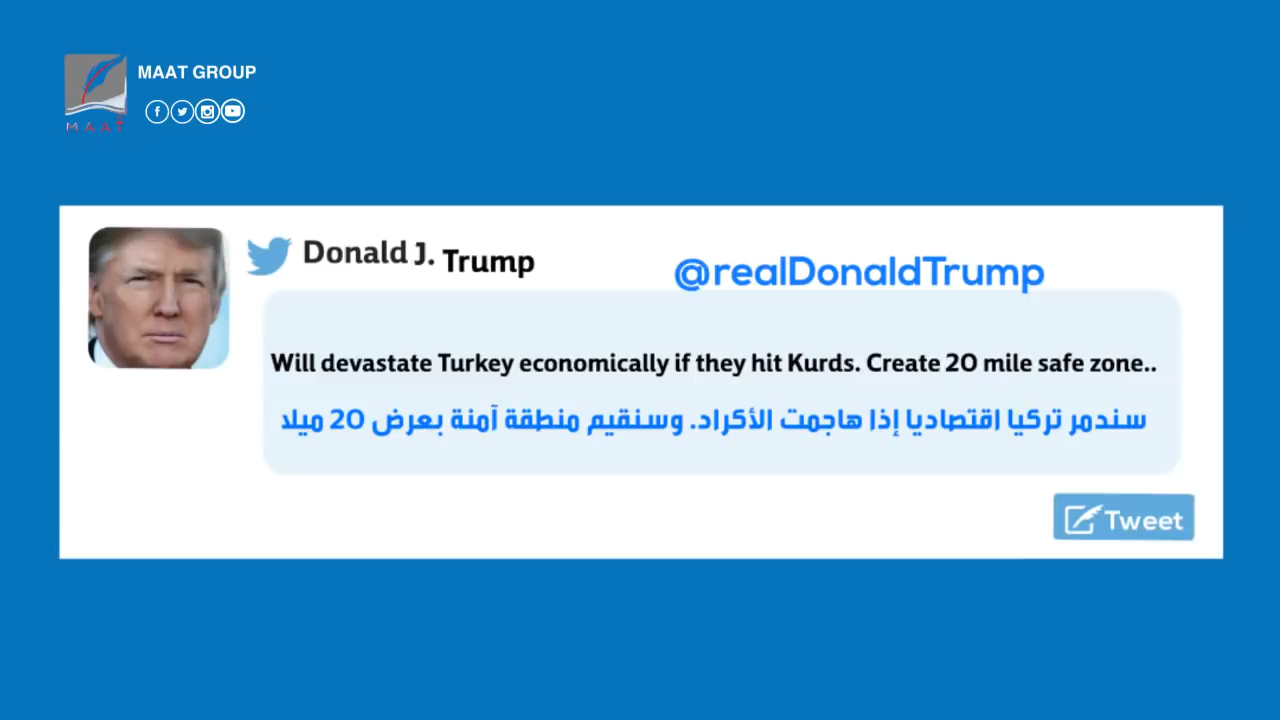 MAAT GROUP
MAAT
Donald J. Trump
@realDonaldTrump
Will devastate Turkey economically if they hit Kurds. Create 20 mile safe zone..
سندمر تركيا اقتصاديا إذا هاجمت الأكراد. وسنقيم منطقة آمنة بعرض 20 ميلا
Tweet